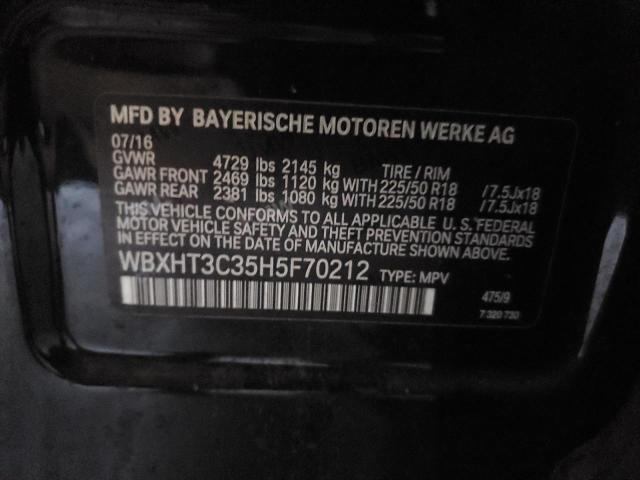 MFD BY BAYERISCHE MOTOREN WERKE AG
07/16
GVWR 4729 lbs 2145 kg TIRE / RIM
GAWR FRONT 2469 lbs 1120 kg WITH 225/50 R18 /7.5Jx18
GAWR REAR 2381 lbs 1080 kg WITH 225/50 R18 /7.5Jx18
THIS VEHICLE CONFORMS TO ALL APPLICABLE U. S. FEDERAL
MOTOR VEHICLE SAFETY AND THEFT PREVENTION STANDARDS
IN EFFECT ON THE DATE OF MANUFACTURE SHOWN ABOVE.
WBXHT3C35H5F70212 TYPE: MPV
475/9
7 320 730